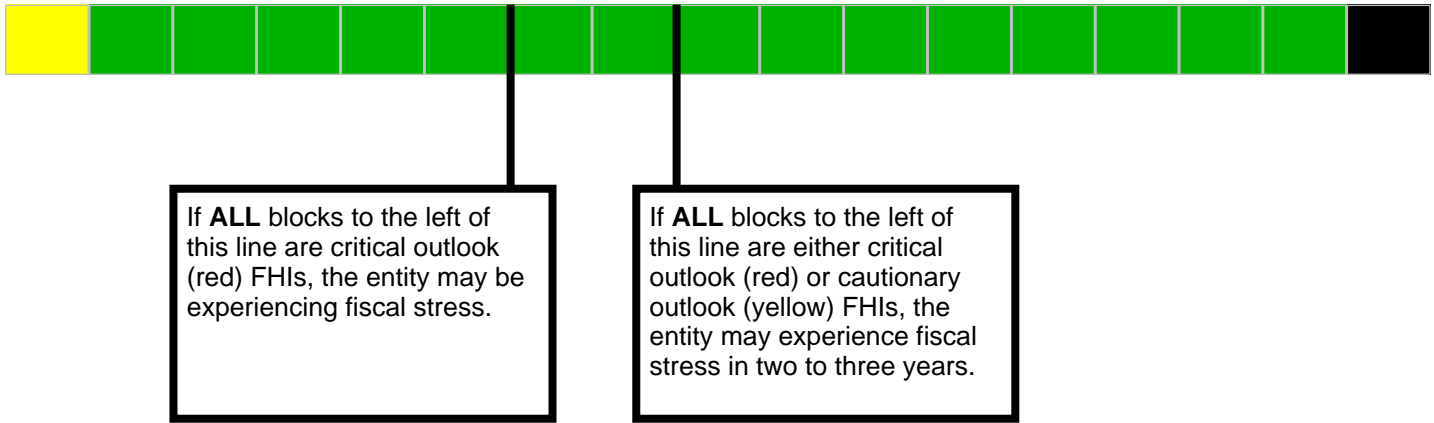 If ALL blocks to the left of
this line are critical outlook
(red) FHIs, the entity may be
experiencing fiscal stress.
If ALL blocks to the left of
this line are either critical
outlook (red) or cautionary
outlook (yellow) FHIs, the
entity may experience fiscal
stress in two to three years.